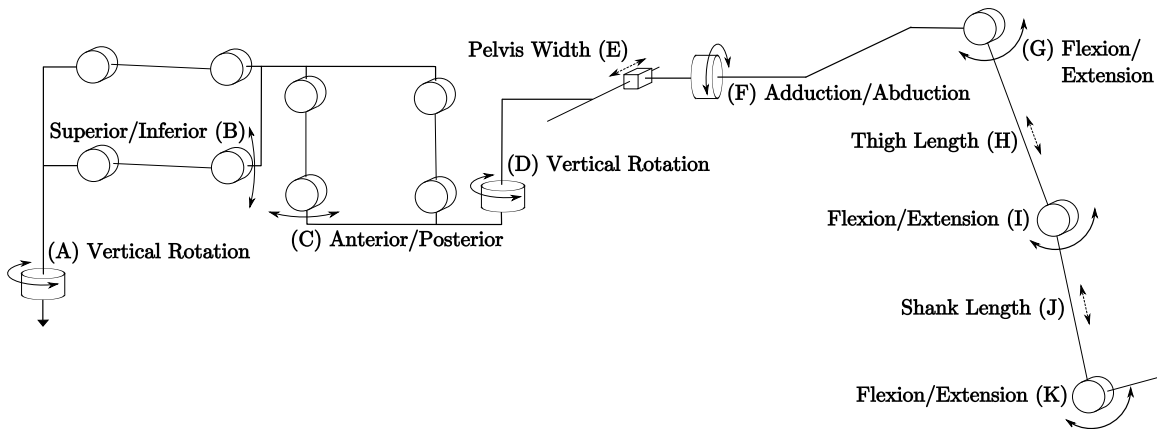 Pelvis Width (E)
(G) Flexion/
Extension
(F) Adduction/Abduction
Superior/Inferior (B)
Thigh Length (H)
(D) Vertical Rotation
Flexion/Extension (I)
(C) Anterior/Posterior
(A) Vertical Rotation
Shank Length (J)
Flexion/Extension (K)